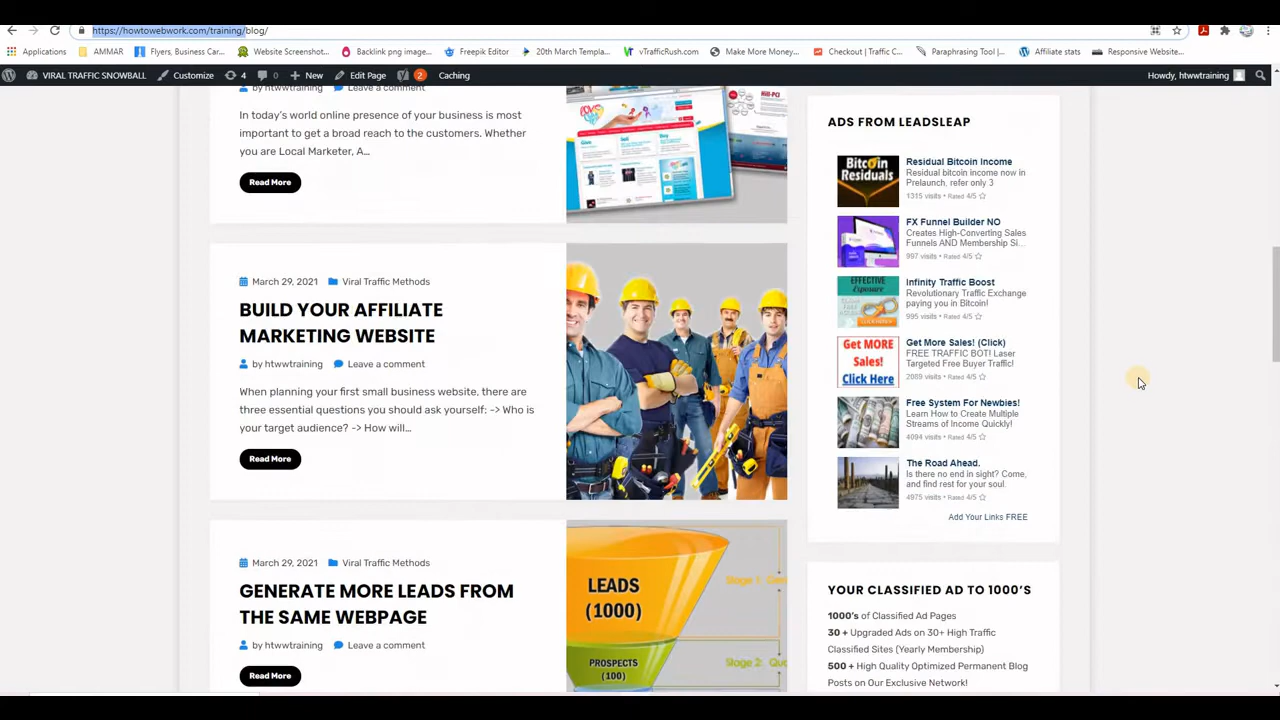 https://howtowebwork.com/training/blog/
Applications
AMMAR
Flyers, Business Car...
Website Screenshot...
Backlink png image...
Freepik Editor
20th March Templa...
vTrafficRush.com
Make More Money...
Checkout | Traffic C...
Paraphrasing Tool |...
Affiliate stats
Responsive Website...
VIRAL TRAFFIC SNOWBALL
Customize
4
0
New
Edit Page
2
Caching
Howdy, htwwtraining
by htwwtraining
Leave a comment
In today's world online presence of your business is most
important to get a broad reach to the customers. Whether
you are Local Marketer, A...
Read More
March 29, 2021
Viral Traffic Methods
BUILD YOUR AFFILIATE
MARKETING WEBSITE
by htwwtraining
Leave a comment
When planning your first small business website, there are
three essential questions you should ask yourself: -> Who is
your target audience? -> How will...
Read More
March 29, 2021
Viral Traffic Methods
GENERATE MORE LEADS FROM
THE SAME WEBPAGE
by htwwtraining
Leave a comment
Read More
Give
Sell
Buy
LEADS
(1000)
PROSPECTS
(100)
Stage 1:
Stage 2:
ADS FROM LEADSLEAP
Bitcoin
Residuals
Residual Bitcoin Income
Residual bitcoin income now in
Prelaunch, refer only 3
1315 visits • Rated 4/5
FX Funnel Builder NO
Creates High-Converting Sales
Funnels AND Membership Si...
997 visits • Rated 4/5
EFFECTIVE
Exposure
Infinity Traffic Boost
Revolutionary Traffic Exchange
paying you in Bitcoin!
995 visits • Rated 4/5
Get MORE
Sales!
Click Here
Get More Sales! (Click)
FREE TRAFFIC BOT! Laser
Targeted Free Buyer Traffic!
2089 visits • Rated 4/5
Free System For Newbies!
Learn How to Create Multiple
Streams of Income Quickly!
4094 visits • Rated 4/5
The Road Ahead.
Is there no end in sight? Come,
and find rest for your soul.
4975 visits • Rated 4/5
Add Your Links FREE
YOUR CLASSIFIED AD TO 1000'S
1000's of Classified Ad Pages
30 + Upgraded Ads on 30+ High Traffic
Classified Sites (Yearly Membership)
500 + High Quality Optimized Permanent Blog
Posts on Our Exclusive Network!